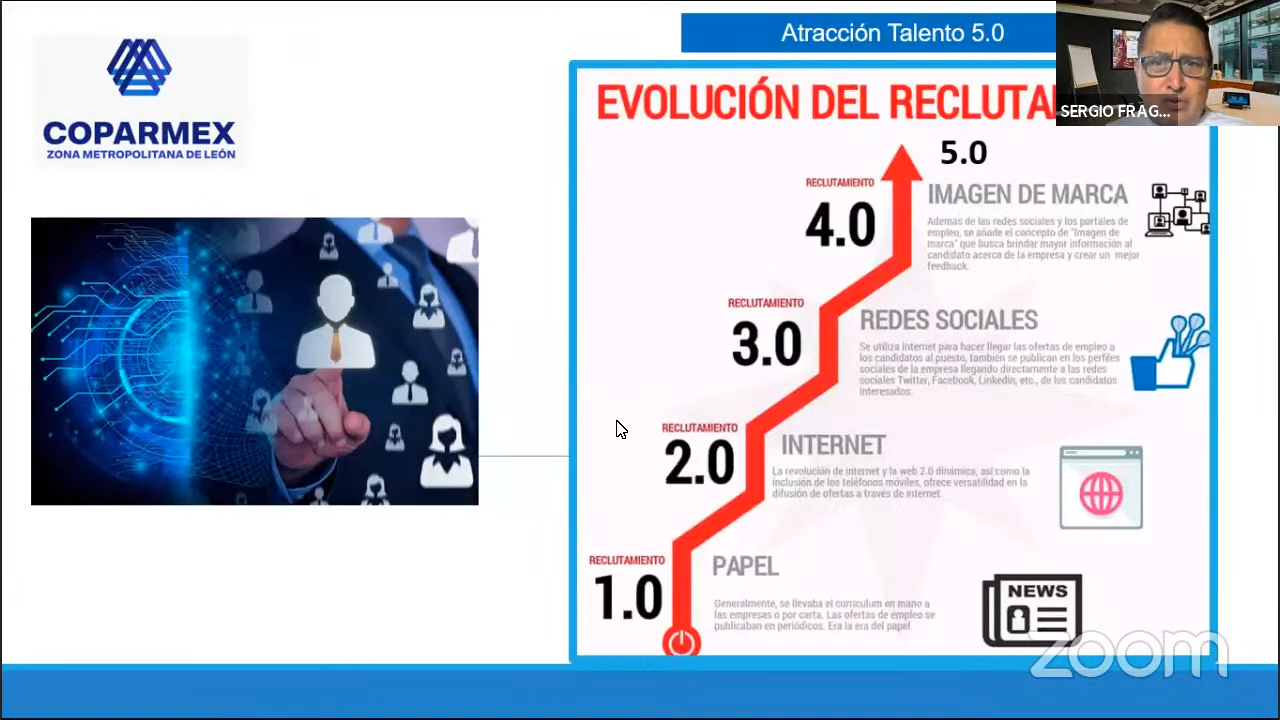 Atracción Talento 5.0
COPARMEX
ZONA METROPOLITANA DE LEÓN
SERGIO FRAG...
EVOLUCIÓN DEL
5.0
RECLUTAMIENTO
4.0
IMAGEN DE MARCA
Además de las redes sociales y los portales de
empleo, se añade el concepto de "Imagen de
marca" que busca brindar mayor información al
candidato acerca de la empresa y crear un mejor
feedback.
RECLUTAMIENTO
3.0
REDES SOCIALES
Se utiliza Internet para hacer llegar las ofertas de empleo a
los candidatos al puesto, también se publican en los perfiles
sociales de la empresa llegando directamente a las redes
sociales Twitter, Facebook, Linkedin, etc., de los candidatos
interesados.
RECLUTAMIENTO
2.0
INTERNET
La revolución de internet y la web 2.0 dinámica, así como la
inclusión de los teléfonos móviles, ofrece versatilidad en la
difusión de ofertas a través de internet.
RECLUTAMIENTO
1.0
PAPEL
Generalmente, se llevaba el currículum en mano a
las empresas o por carta. Las ofertas de empleo se
publicaban en periódicos. Era la era del papel
NEWS
zoom